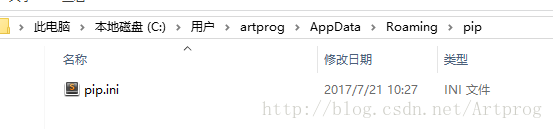 此电脑 > 本地磁盘 (C:) > 用户 > artprog > AppData > Roaming > pip
名称 修改日期 类型
pip.ini 2017/7/21 10:27 INI 文件
http://blog.csdn.net/Artprog